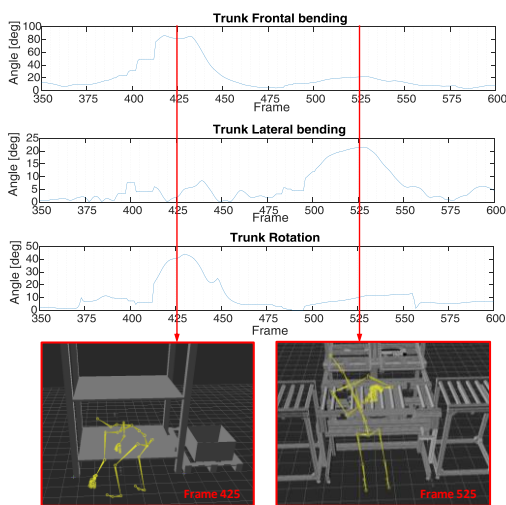 Trunk Frontal bending
Angle [deg]
100
80
60
40
20
0
350 375 400 425 450 475 500 525 550 575 600
Frame
Trunk Lateral bending
Angle [deg]
25
20
15
10
5
0
350 375 400 425 450 475 500 525 550 575 600
Frame
Trunk Rotation
Angle [deg]
50
40
30
20
10
0
350 375 400 425 450 475 500 525 550 575 600
Frame
Frame 425
Frame 525